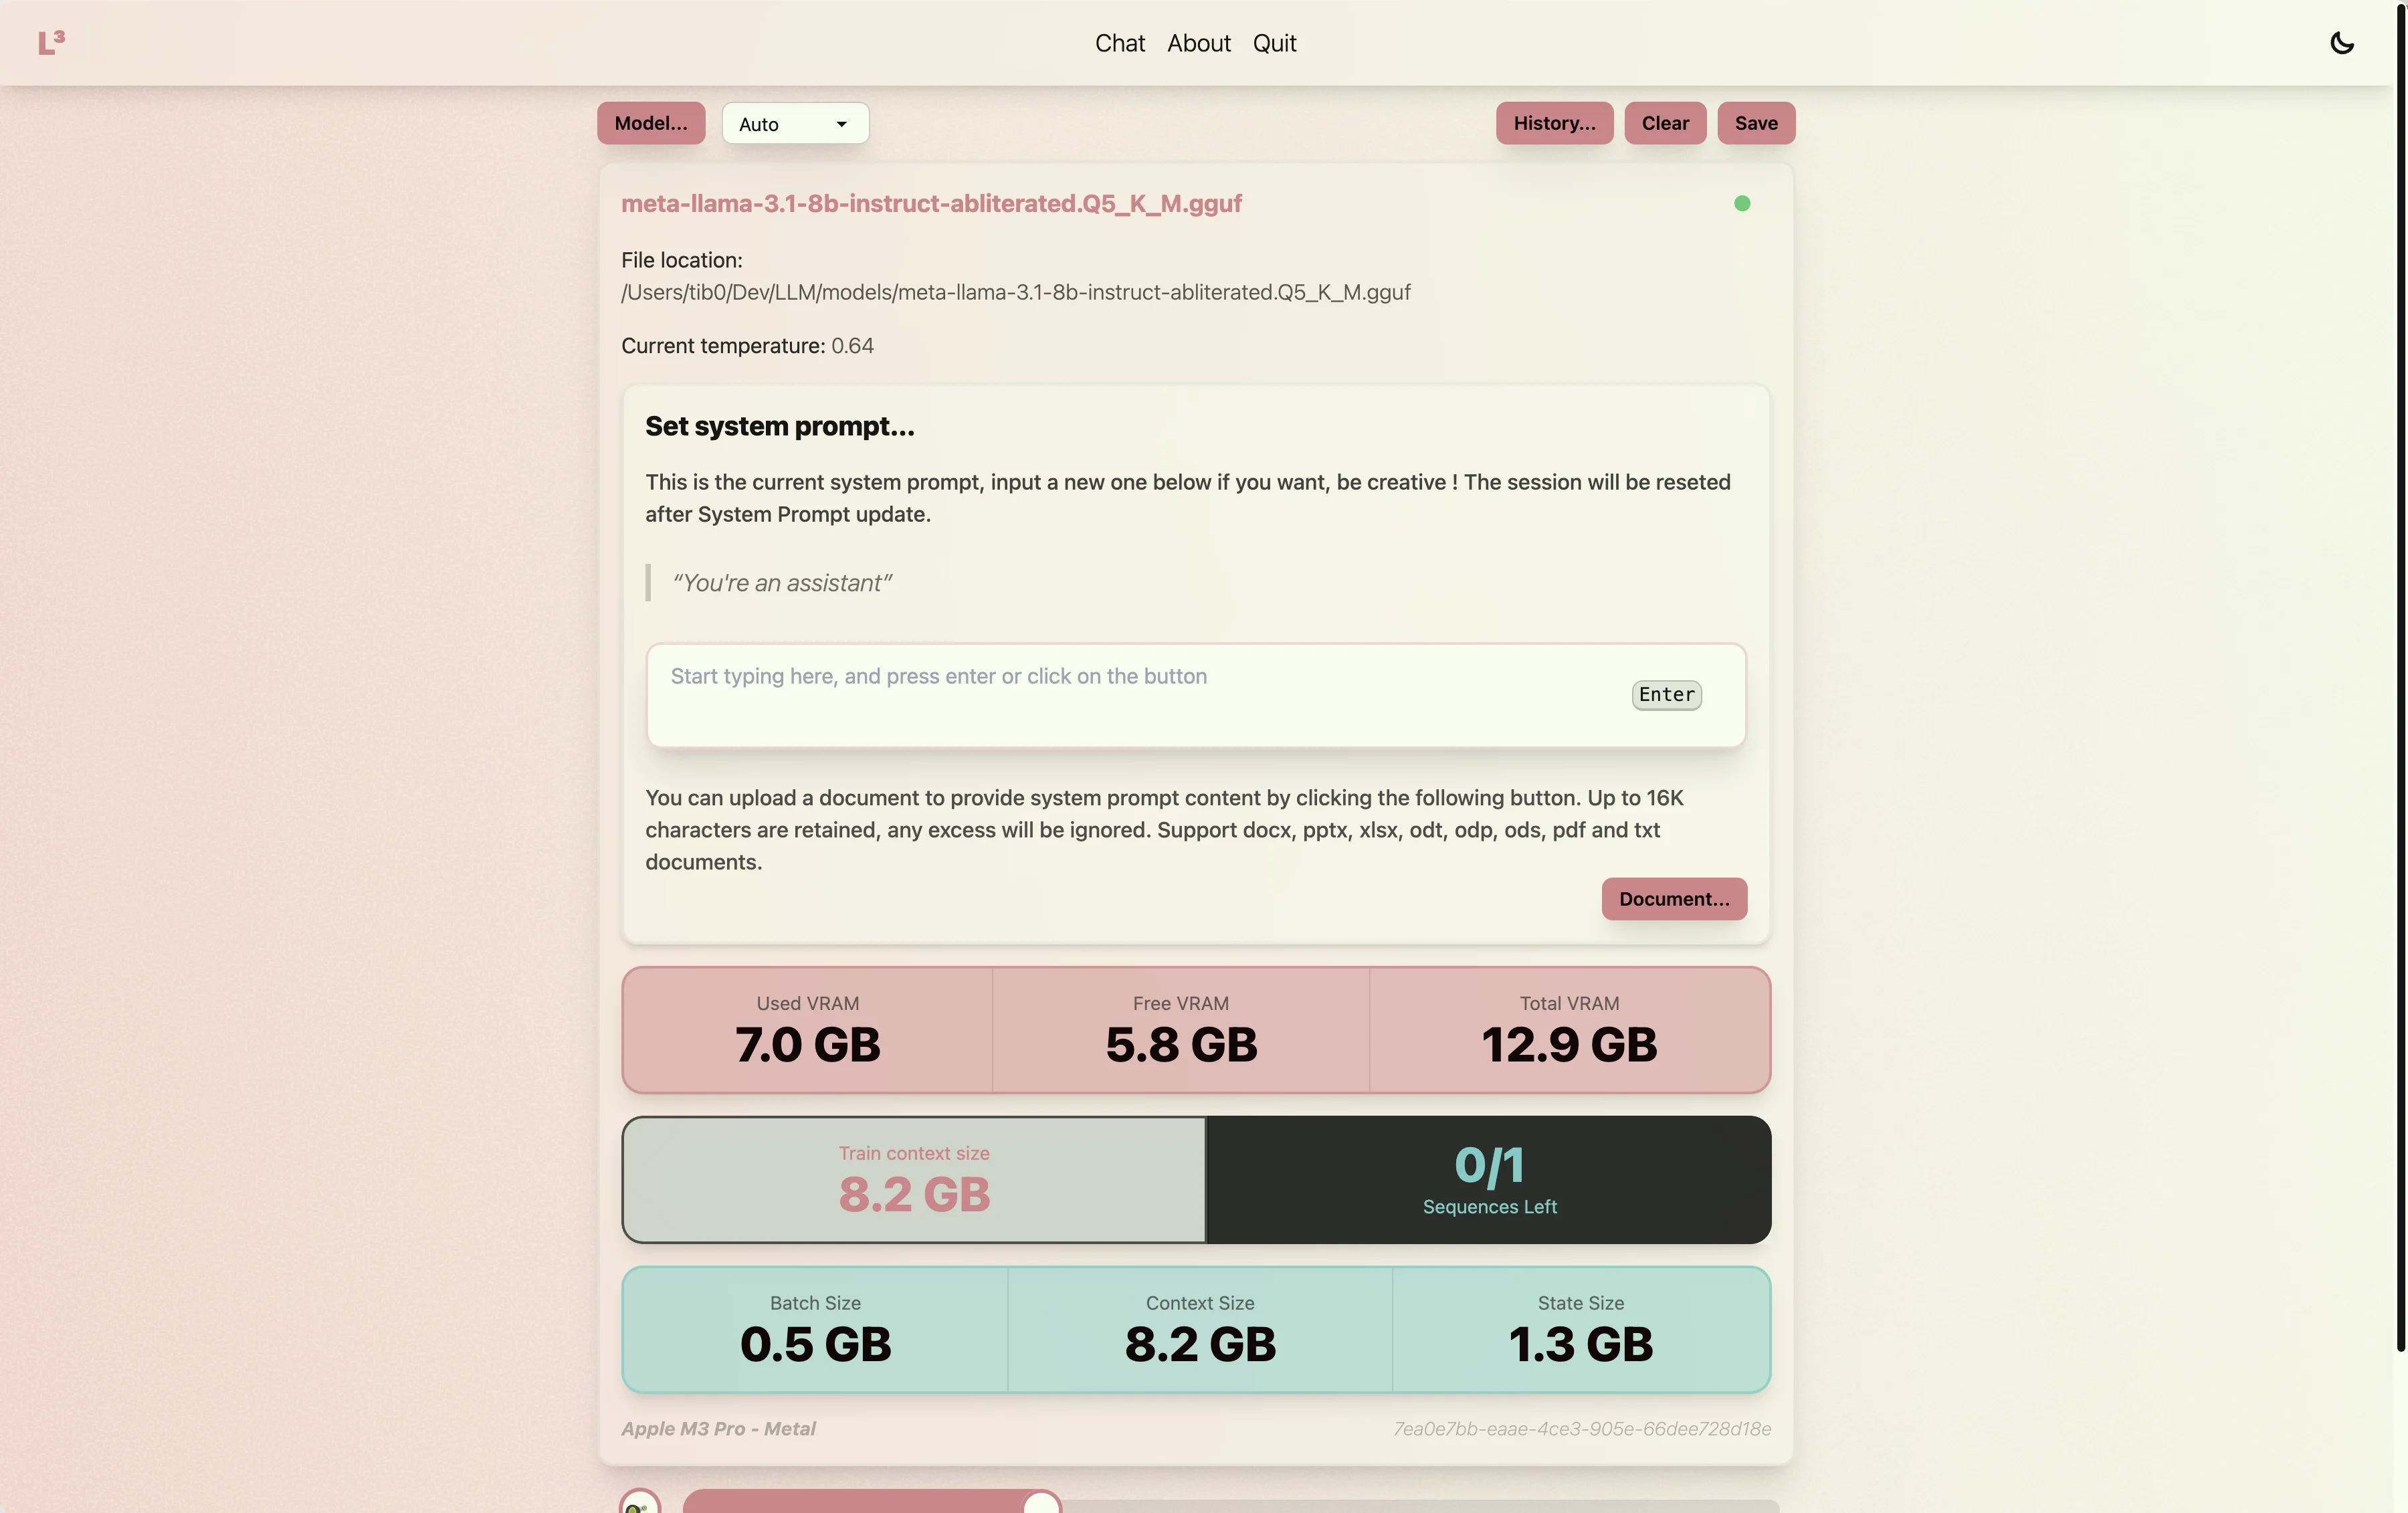 L³
Chat About Quit
Model... Auto History... Clear Save
meta-llama-3.1-8b-instruct-abliterated.Q5_K_M.gguf
File location:
/Users/tib0/Dev/LLM/models/meta-llama-3.1-8b-instruct-abliterated.Q5_K_M.gguf
Current temperature: 0.64
Set system prompt...
This is the current system prompt, input a new one below if you want, be creative ! The session will be reseted
after System Prompt update.
“You're an assistant”
Start typing here, and press enter or click on the button
Enter
You can upload a document to provide system prompt content by clicking the following button. Up to 16K
characters are retained, any excess will be ignored. Support docx, pptx, xlsx, odt, odp, ods, pdf and txt
documents.
Document...
Used VRAM Free VRAM Total VRAM
7.0 GB 5.8 GB 12.9 GB
Train context size
8.2 GB
0/1
Sequences Left
Batch Size Context Size State Size
0.5 GB 8.2 GB 1.3 GB
Apple M3 Pro - Metal 7ea0e7bb-eaae-4ce3-905e-66dee728d18e